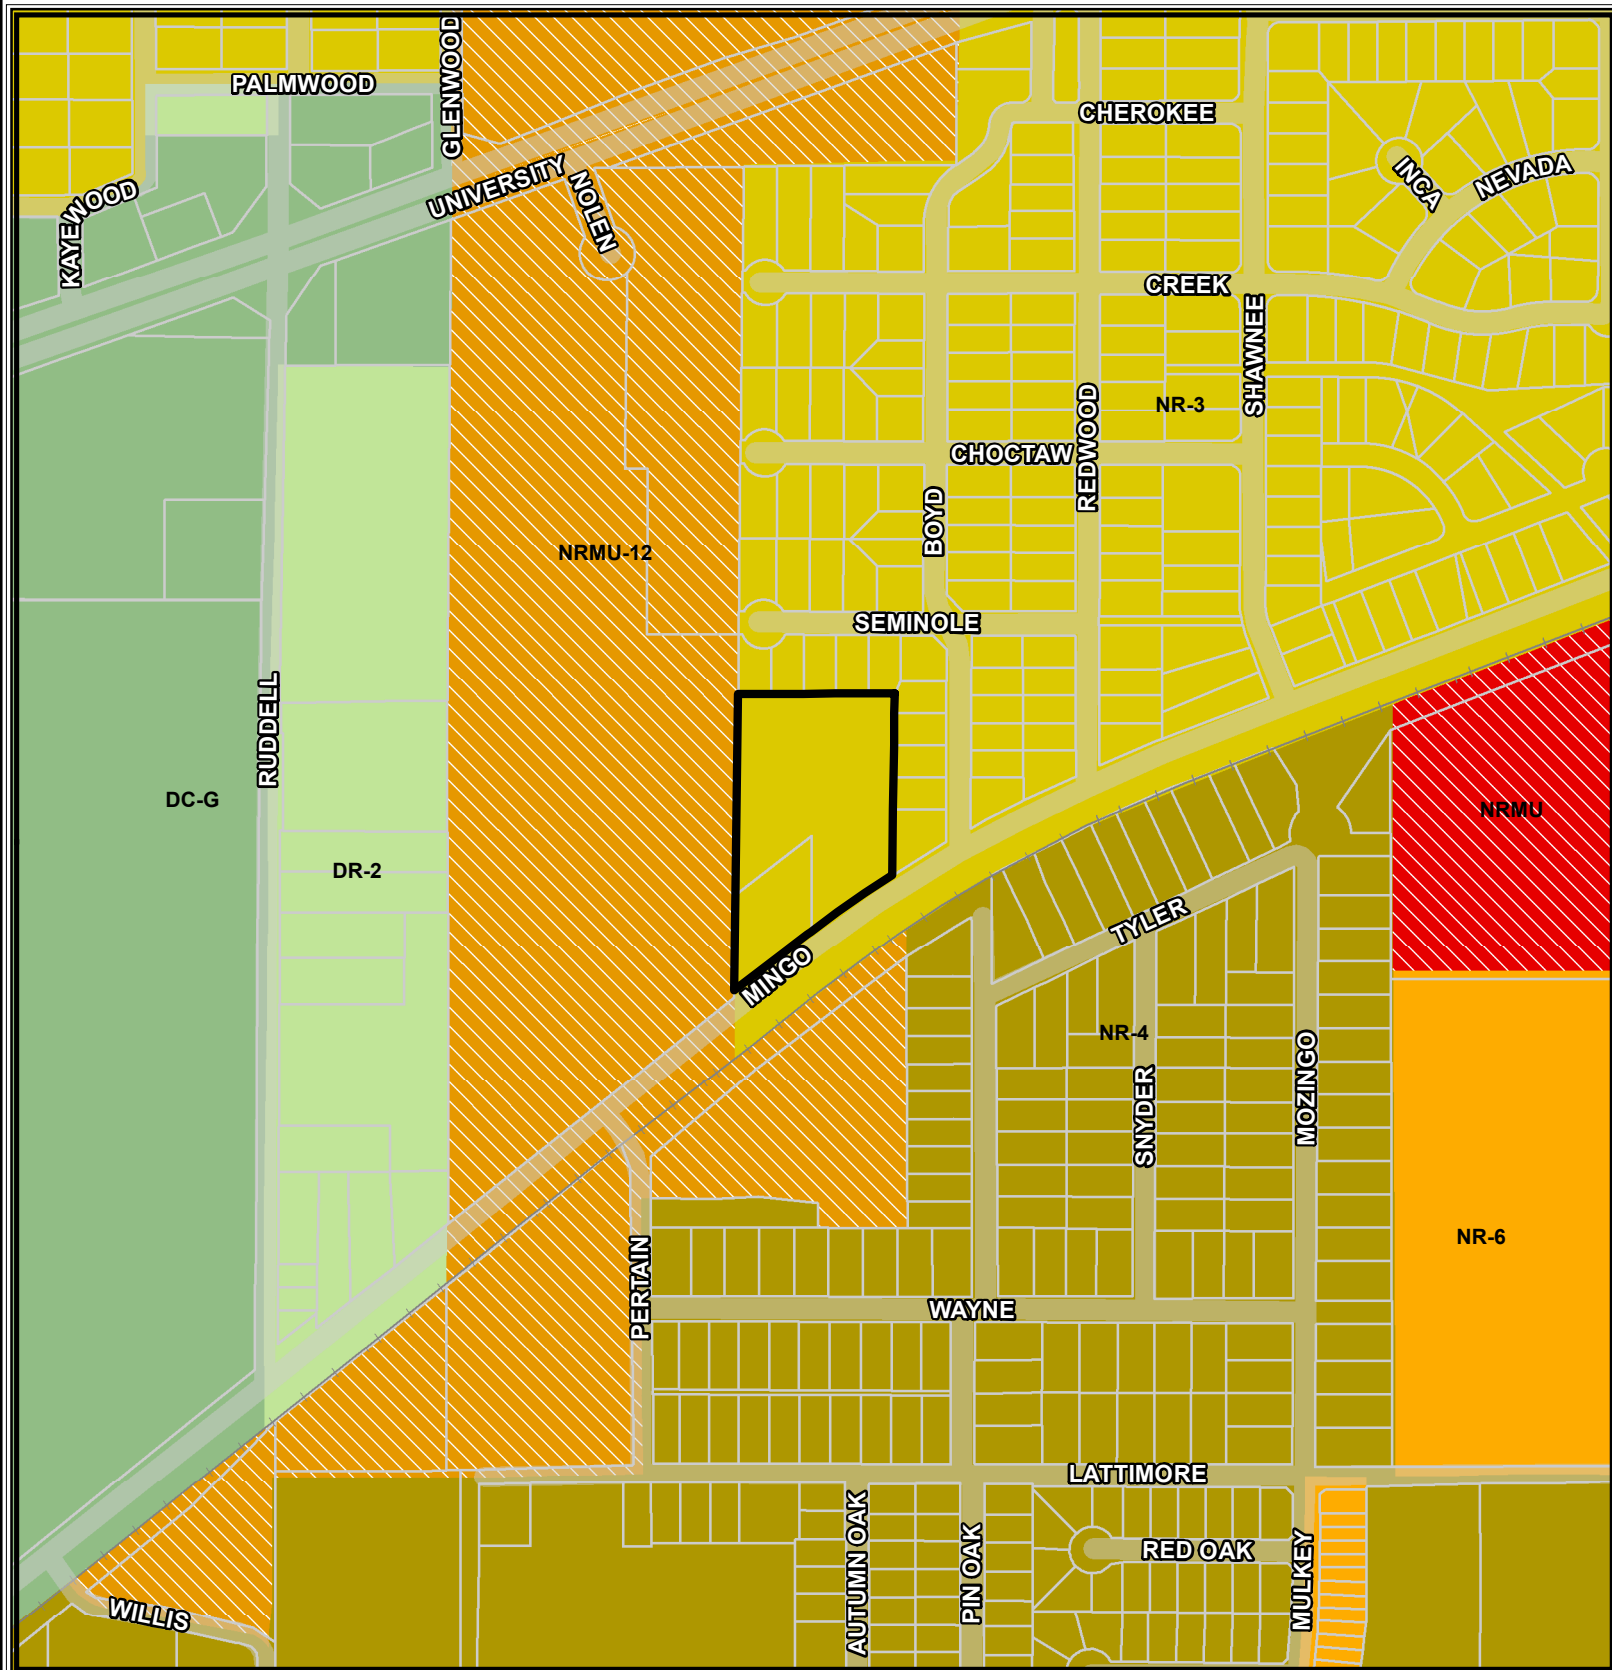 PALMWOOD
GLENWOOD
CHEROKEE
UNIVERSITY
NOLEN
INCA
NEVADA
KAYEWOOD
CREEK
SHAWNEE
NR-3
REDWOOD
CHOCTAW
BOYD
NRMU-12
SEMINOLE
RUDDELL
DC-G
NRMU
DR-2
TYLER
MINGO
NR-4
SNYDER
MOZINGO
NR-6
PERTAIN
WAYNE
LATTIMORE
AUTUMN OAK
PIN OAK
RED OAK
MULKEY
WILLIS